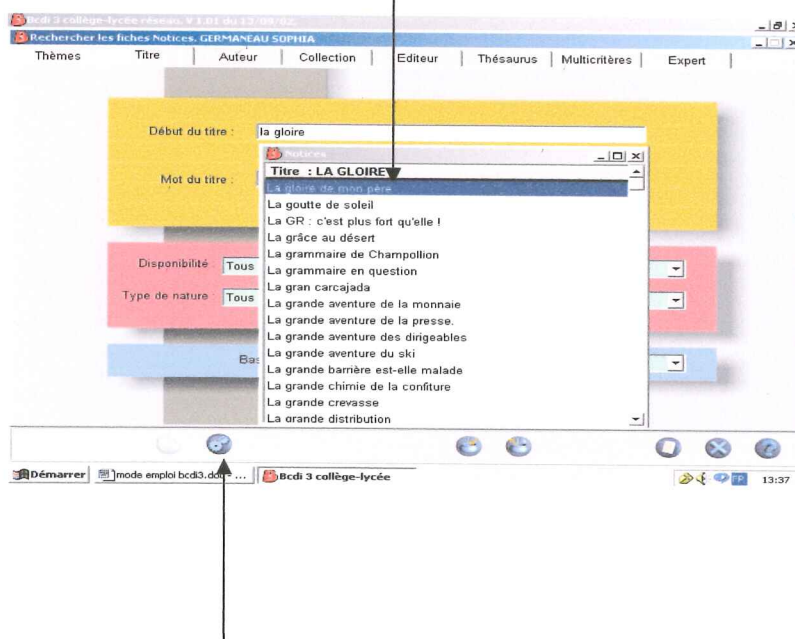 Bcdi 3 collège-lycée réseau. V 1.01 du 13/09/02.
Rechercher les fiches Notices. GERMANEAU SOPHIA
Thèmes Titre Auteur Collection Editeur Thésaurus Multicritères Expert
Début du titre : la gloire
Notices
Titre : LA GLOIRE
Mot du titre :
La gloire de mon père
La goutte de soleil
La GR : c'est plus fort qu'elle !
La grâce au désert
Disponibilité Tous
La grammaire de Champollion
La grammaire en question
La gran carcajada
Type de nature Tous
La grande aventure de la monnaie
La grande aventure de la presse.
La grande aventure des dirigeables
La grande aventure du ski
Bas
La grande barrière est-elle malade
La grande chimie de la confiture
La grande crevasse
La grande distribution
Démarrer mode emploi bcdi3.doc - ... Bcdi 3 collège-lycée FR 13:37